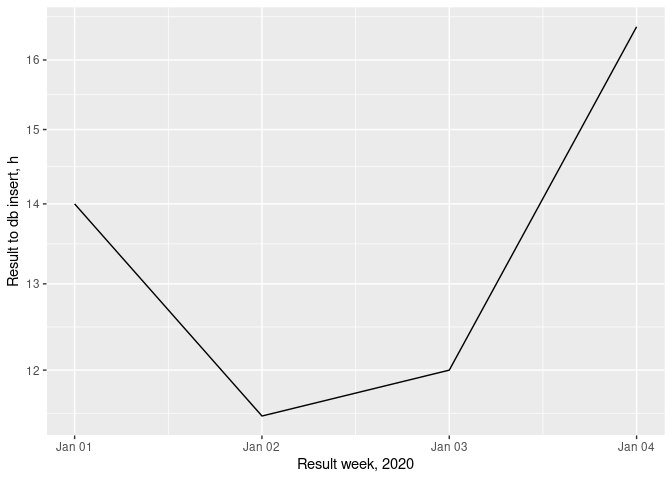 Result to db insert, h
16
15
14
13
12
Jan 01 Jan 02 Jan 03 Jan 04
Result week, 2020